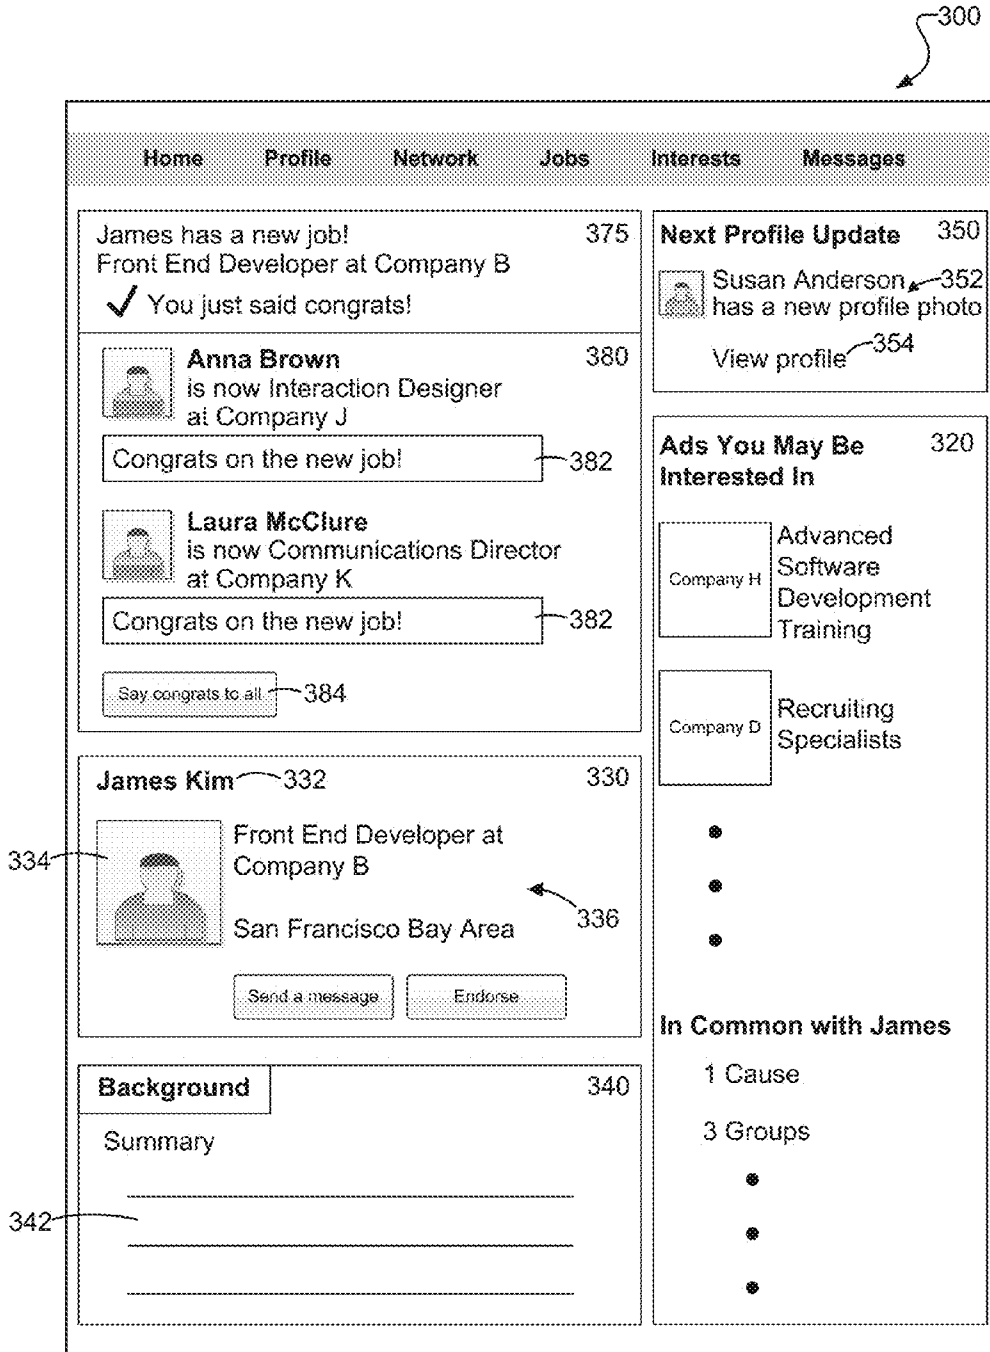 300
Home Profile Network Jobs Interests Messages
James has a new job! 375
Front End Developer at Company B
You just said congrats!
Anna Brown 380
is now Interaction Designer
at Company J
Congrats on the new job! 382
Laura McClure
is now Communications Director
at Company K
Congrats on the new job! 382
Say congrats to all 384
James Kim 332 330
334
Front End Developer at
Company B
336
San Francisco Bay Area
Send a message Endorse
Background 340
Summary
342
Next Profile Update 350
Susan Anderson 352
has a new profile photo
View profile 354
Ads You May Be 320
Interested In
Company H
Advanced
Software
Development
Training
Company D
Recruiting
Specialists
In Common with James
1 Cause
3 Groups